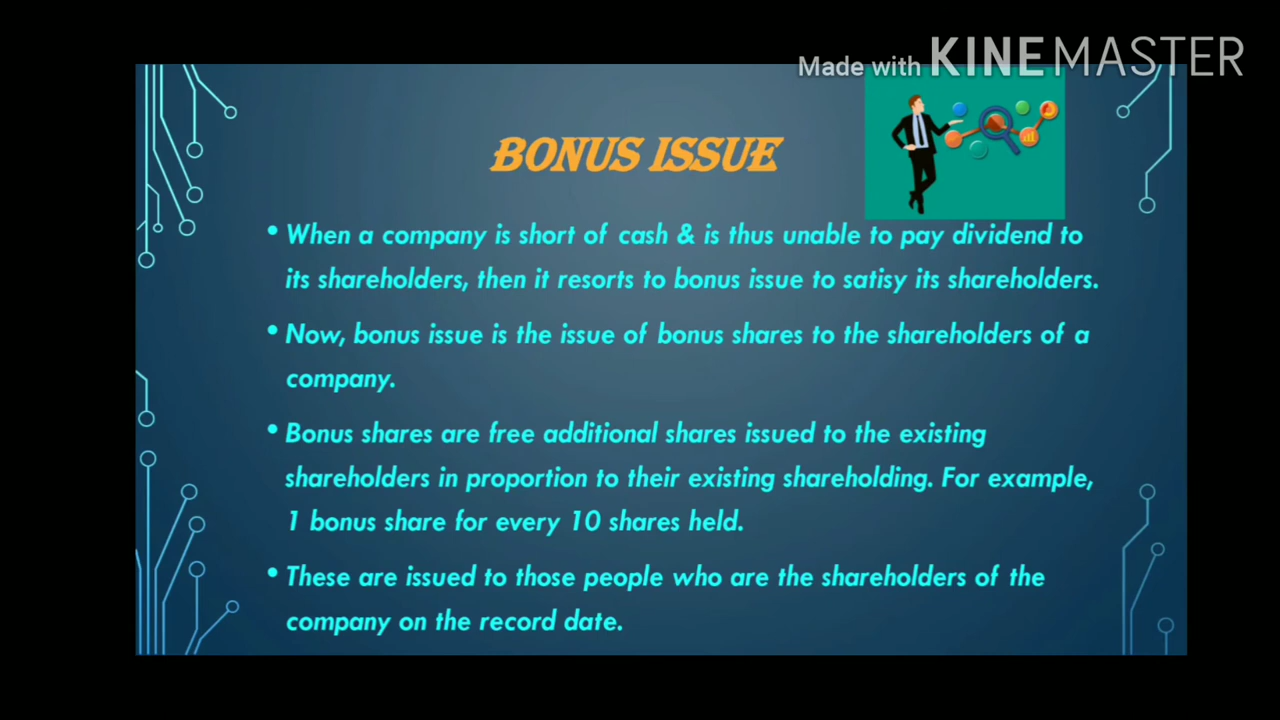 Made with KINEMASTER
BONUS ISSUE
• When a company is short of cash & is thus unable to pay dividend to
its shareholders, then it resorts to bonus issue to satisy its shareholders.
• Now, bonus issue is the issue of bonus shares to the shareholders of a
company.
• Bonus shares are free additional shares issued to the existing
shareholders in proportion to their existing shareholding. For example,
1 bonus share for every 10 shares held.
• These are issued to those people who are the shareholders of the
company on the record date.